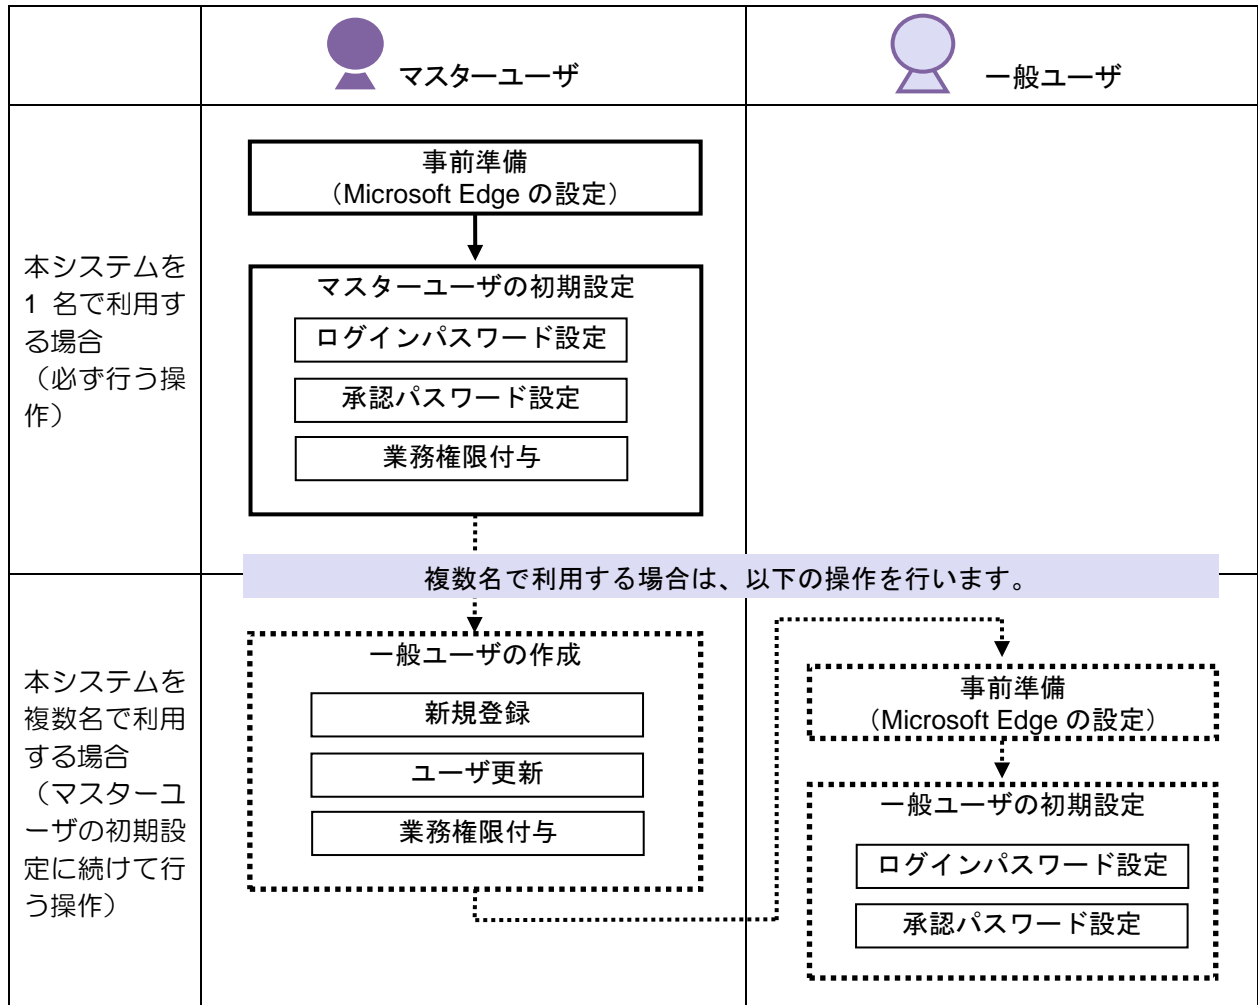 マスターユーザ
一般ユーザ
本システムを
1 名で利用す
る場合
（必ず行う操
作）
事前準備
（Microsoft Edge の設定）
マスターユーザの初期設定
ログインパスワード設定
承認パスワード設定
業務権限付与
複数名で利用する場合は、以下の操作を行います。
本システムを
複数名で利用
する場合
（マスターユ
ーザの初期設
定に続けて行
う操作）
一般ユーザの作成
新規登録
ユーザ更新
業務権限付与
事前準備
（Microsoft Edge の設定）
一般ユーザの初期設定
ログインパスワード設定
承認パスワード設定